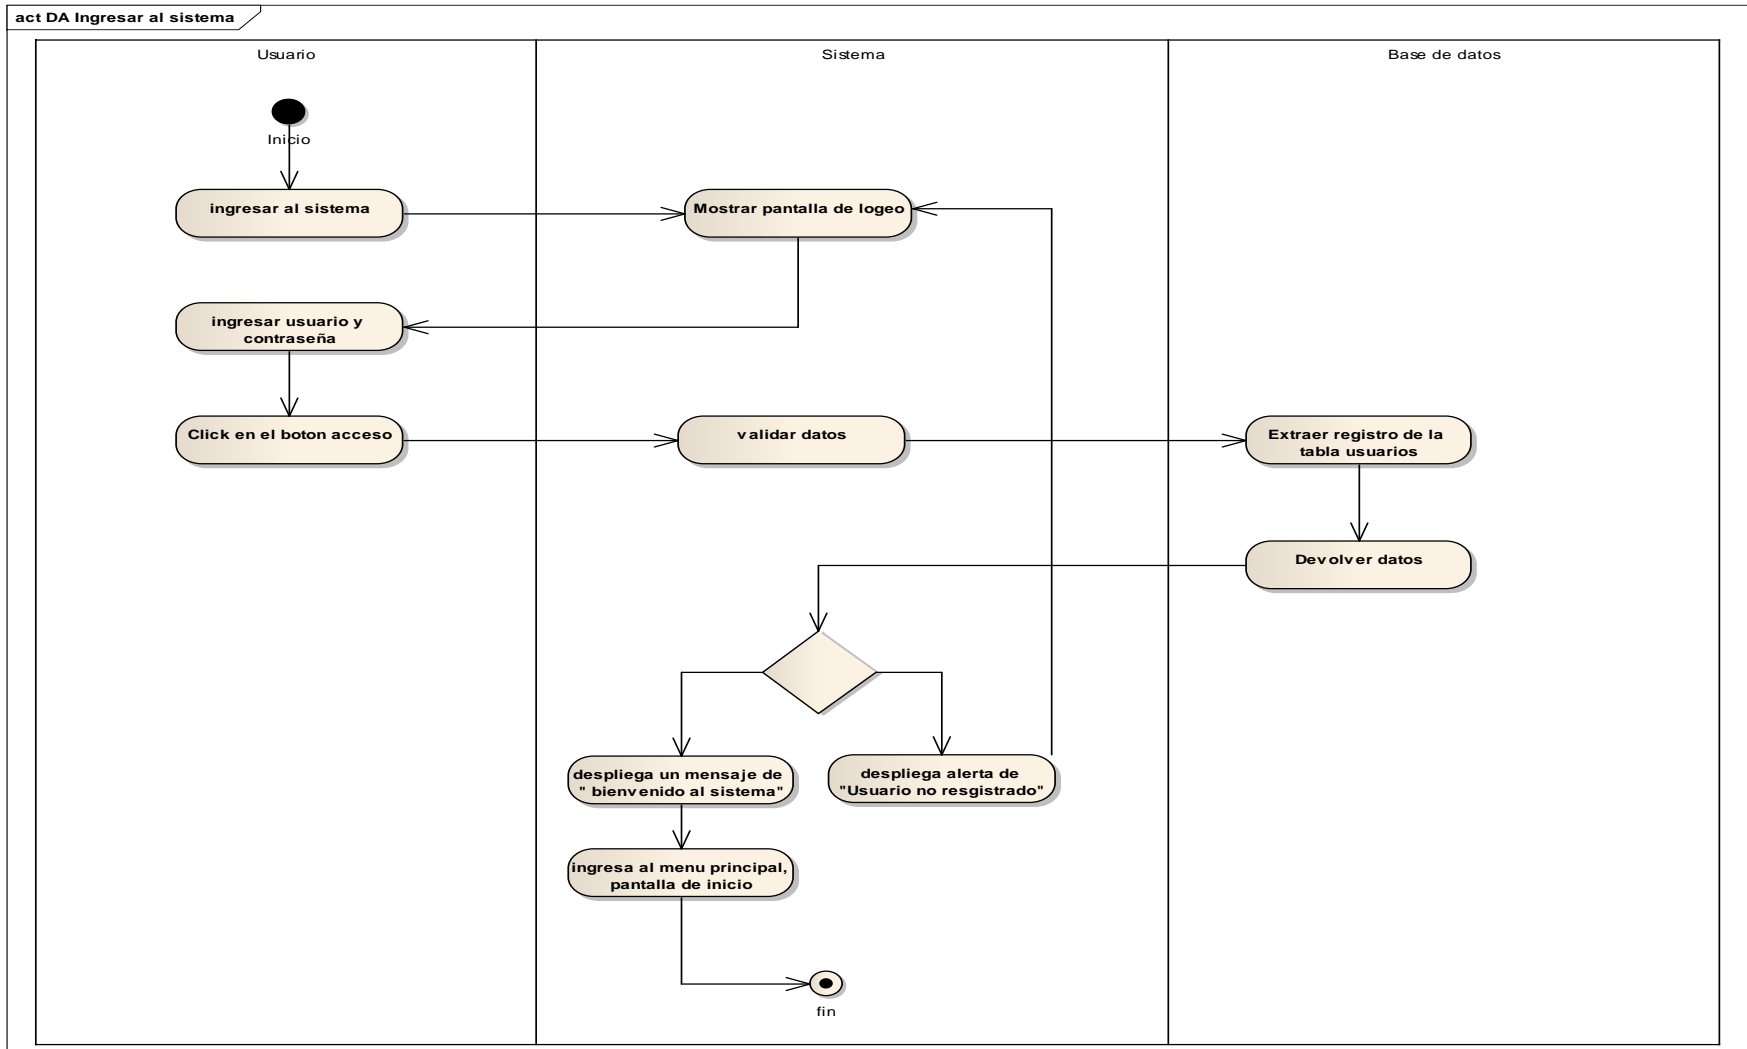 act DA Ingresar al sistema
Usuario
Sistema
Base de datos
Inicio
ingresar al sistema
Mostrar pantalla de logeo
ingresar usuario y
contraseña
Click en el boton acceso
validar datos
Extraer registro de la
tabla usuarios
Devolver datos
despliega un mensaje de
" bienvenido al sistema"
despliega alerta de
"Usuario no resgistrado"
ingresa al menu principal,
pantalla de inicio
fin